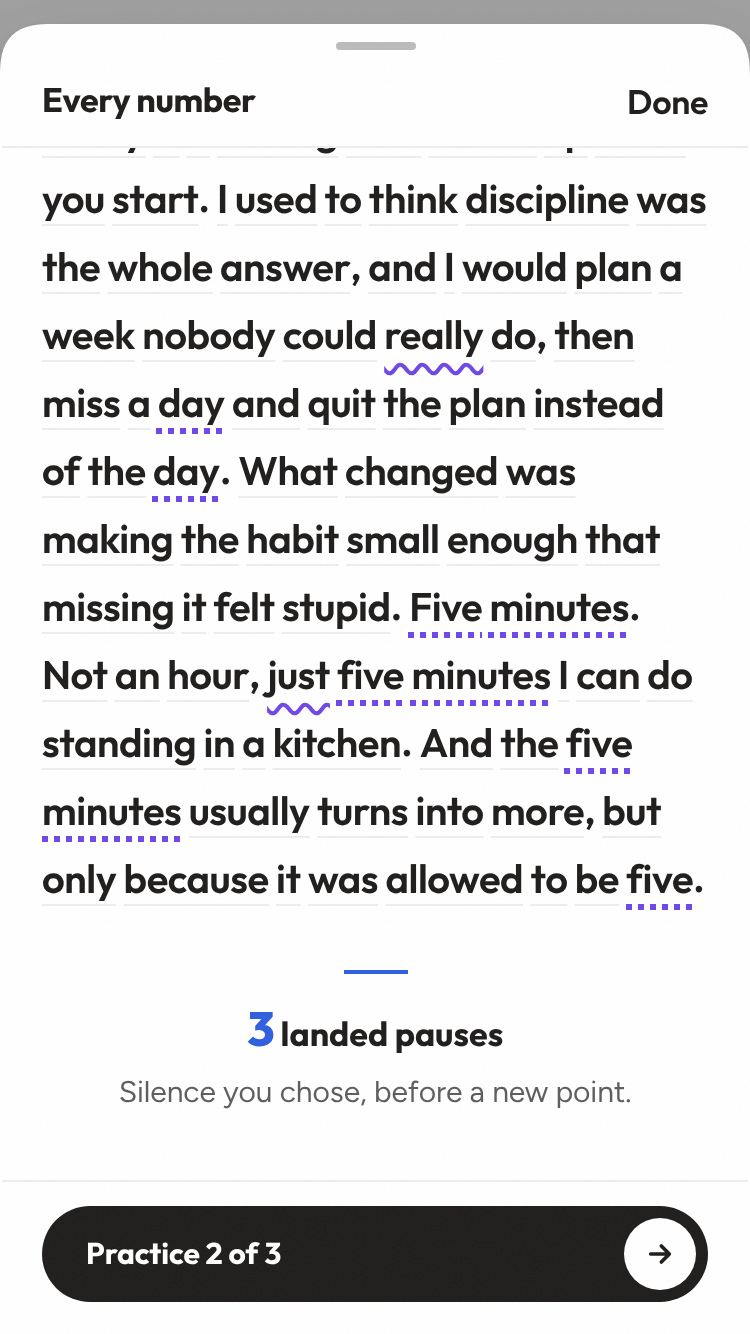 Every number
Done
you start. I used to think discipline was
the whole answer, and I would plan a
week nobody could really do, then
miss a day and quit the plan instead
of the day. What changed was
making the habit small enough that
missing it felt stupid. Five minutes.
Not an hour, just five minutes I can do
standing in a kitchen. And the five
minutes usually turns into more, but
only because it was allowed to be five.
3 landed pauses
Silence you chose, before a new point.
Practice 2 of 3